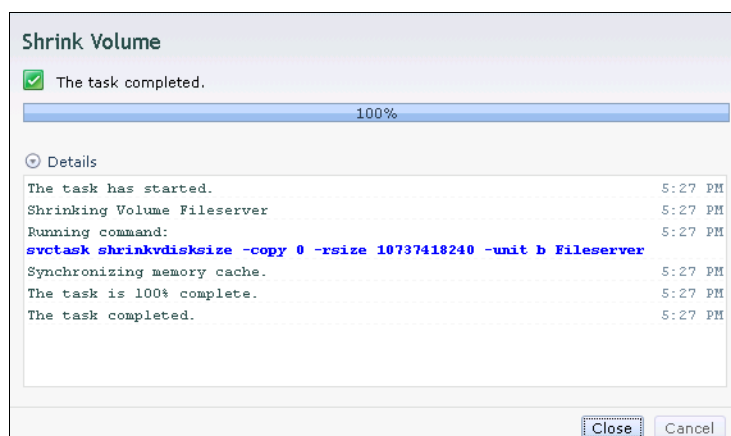 Shrink Volume
The task completed.
100%
Details
The task has started. 5:27 PM
Shrinking Volume Fileserver 5:27 PM
Running command: 5:27 PM
svctask shrinkvdisksize -copy 0 -rsize 10737418240 -unit b Fileserver
Synchronizing memory cache. 5:27 PM
The task is 100% complete. 5:27 PM
The task completed. 5:27 PM
Close Cancel